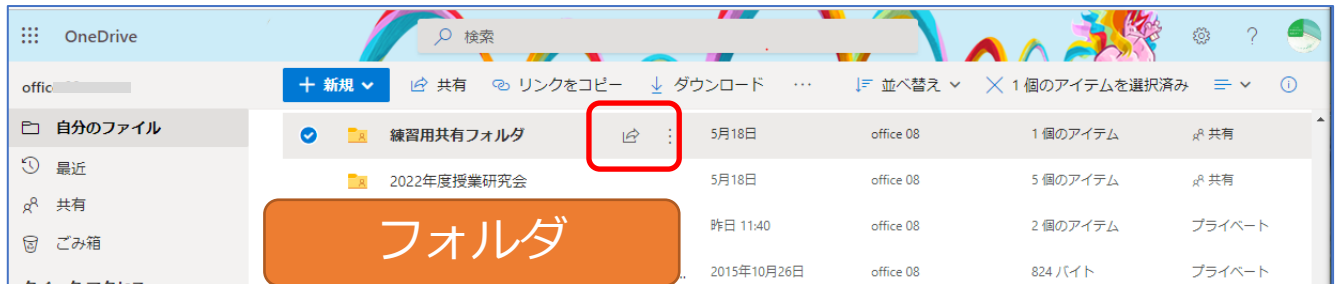 OneDrive
検索
offic
新規
共有
リンクをコピー
ダウンロード
···
並べ替え
1 個のアイテムを選択済み
自分のファイル
最近
共有
ごみ箱
練習用共有フォルダ
5月18日
office 08
1 個のアイテム
共有
2022年度授業研究会
5月18日
office 08
5 個のアイテム
共有
フォルダ
昨日 11:40
office 08
2 個のアイテム
プライベート
2015年10月26日
office 08
824 バイト
プライベート